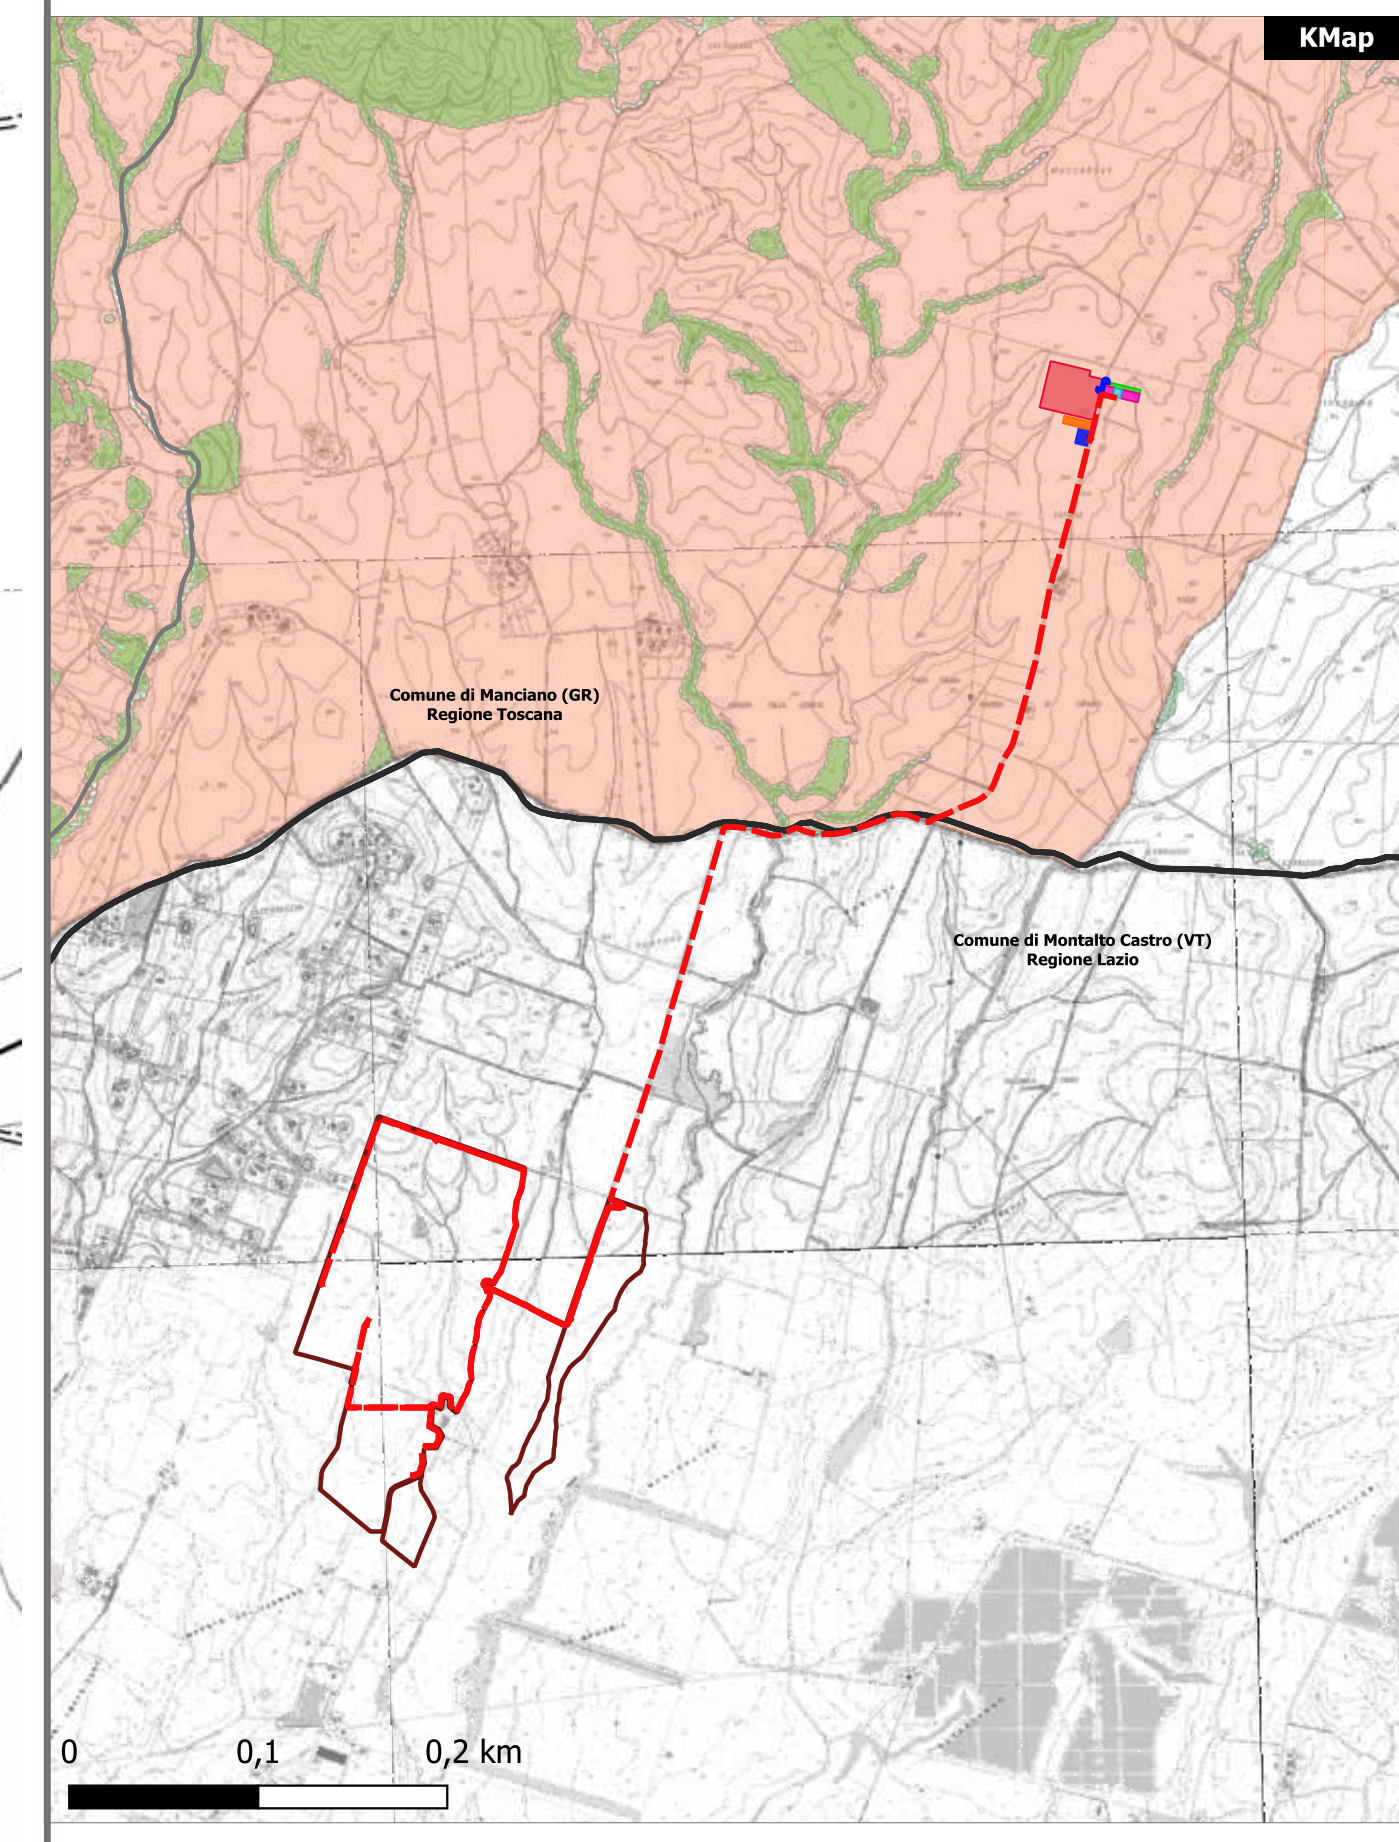 KMap
Comune di Manciano (GR)
Regione Toscana
Comune di Montalto Castro (VT)
Regione Lazio
0 0,1 0,2 km